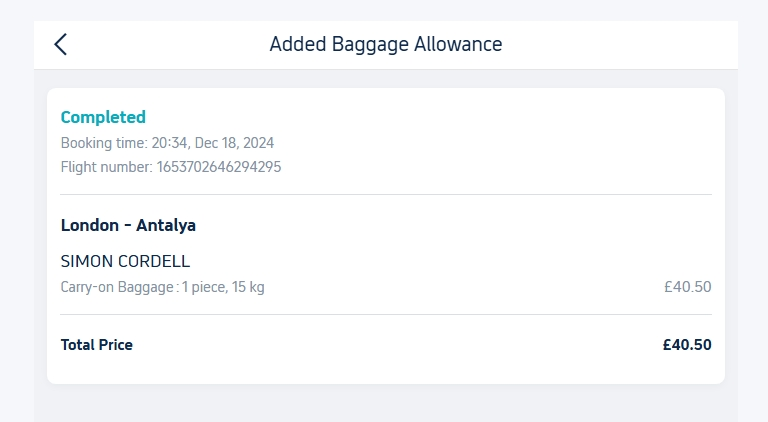 Added Baggage Allowance
Completed
Booking time: 20:34, Dec 18, 2024
Flight number: 1653702646294295
London - Antalya
SIMON CORDELL
Carry-on Baggage : 1 piece, 15 kg £40.50
Total Price £40.50